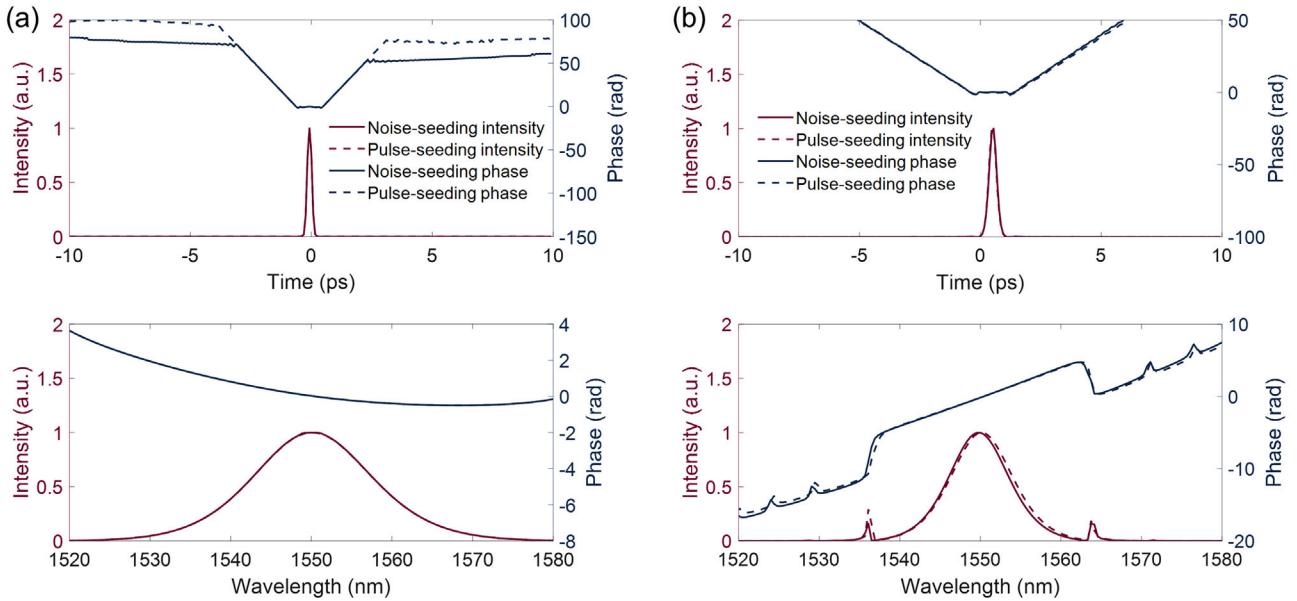 (a)
2
1.5
1
0.5
0
Intensity (a.u.)
100
50
0
-50
-100
-150
Phase (rad)
Noise-seeding intensity
Pulse-seeding intensity
Noise-seeding phase
Pulse-seeding phase
-10 -5 0 5 10
Time (ps)
(b)
2
1.5
1
0.5
0
Intensity (a.u.)
50
0
-50
-100
Phase (rad)
Noise-seeding intensity
Pulse-seeding intensity
Noise-seeding phase
Pulse-seeding phase
-10 -5 0 5 10
Time (ps)
2
1.5
1
0.5
0
Intensity (a.u.)
4
2
0
-2
-4
-6
-8
Phase (rad)
1520 1530 1540 1550 1560 1570 1580
Wavelength (nm)
2
1.5
1
0.5
0
Intensity (a.u.)
10
0
-10
-20
Phase (rad)
1520 1530 1540 1550 1560 1570 1580
Wavelength (nm)